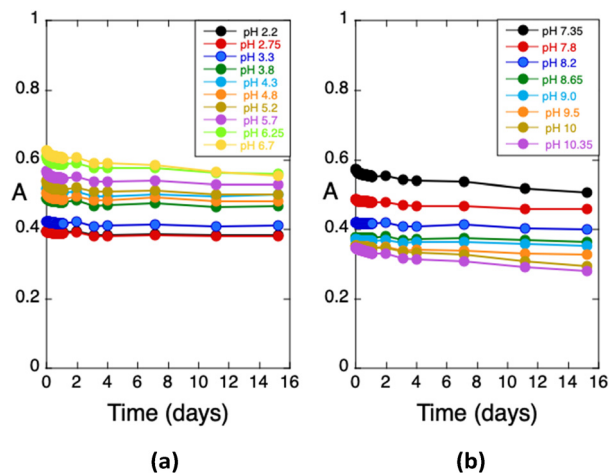 1
0.8
0.6
A
0.4
0.2
0
0 2 4 6 8 10 12 14 16
Time (days)
pH 2.2
pH 2.75
pH 3.3
pH 3.8
pH 4.3
pH 4.8
pH 5.2
pH 5.7
pH 6.25
pH 6.7
(a)
1
0.8
0.6
A
0.4
0.2
0
0 2 4 6 8 10 12 14 16
Time (days)
pH 7.35
pH 7.8
pH 8.2
pH 8.65
pH 9.0
pH 9.5
pH 10
pH 10.35
(b)